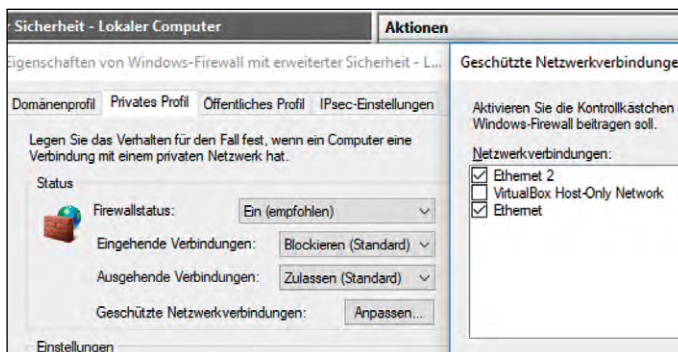 r Sicherheit - Lokaler Computer
Aktionen
Eigenschaften von Windows-Firewall mit erweiterter Sicherheit - L...
Domänenprofil Privates Profil Öffentliches Profil IPsec-Einstellungen
Legen Sie das Verhalten für den Fall fest, wenn ein Computer eine
Verbindung mit einem privaten Netzwerk hat.
Status
Firewallstatus: Ein (empfohlen)
Eingehende Verbindungen: Blockieren (Standard)
Ausgehende Verbindungen: Zulassen (Standard)
Geschützte Netzwerkverbindungen: Anpassen...
Einstellungen
Geschützte Netzwerkverbindunge
Aktivieren Sie die Kontrollkästchen
Windows-Firewall beitragen soll.
Netzwerkverbindungen:
Ethernet 2
VirtualBox Host-Only Network
Ethernet